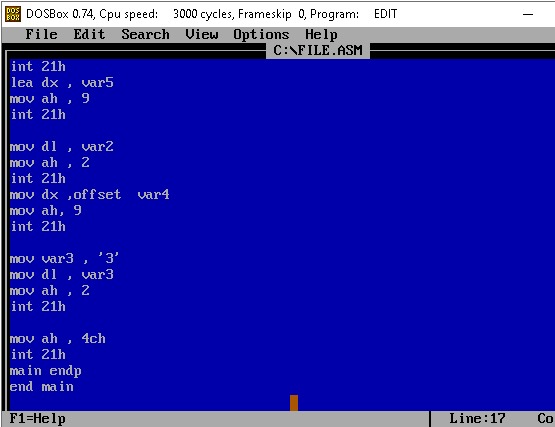 DOSBox 0.74, Cpu speed: 3000 cycles, Frameskip 0, Program: EDIT
File Edit Search View Options Help
C:\FILE.ASM
int 21h
lea dx , var5
mov ah , 9
int 21h
mov dl , var2
mov ah , 2
int 21h
mov dx ,offset  var4
mov ah, 9
int 21h
mov var3 , '3'
mov dl , var3
mov ah , 2
int 21h
mov ah , 4ch
int 21h
main endp
end main
F1=Help Line:17 Co